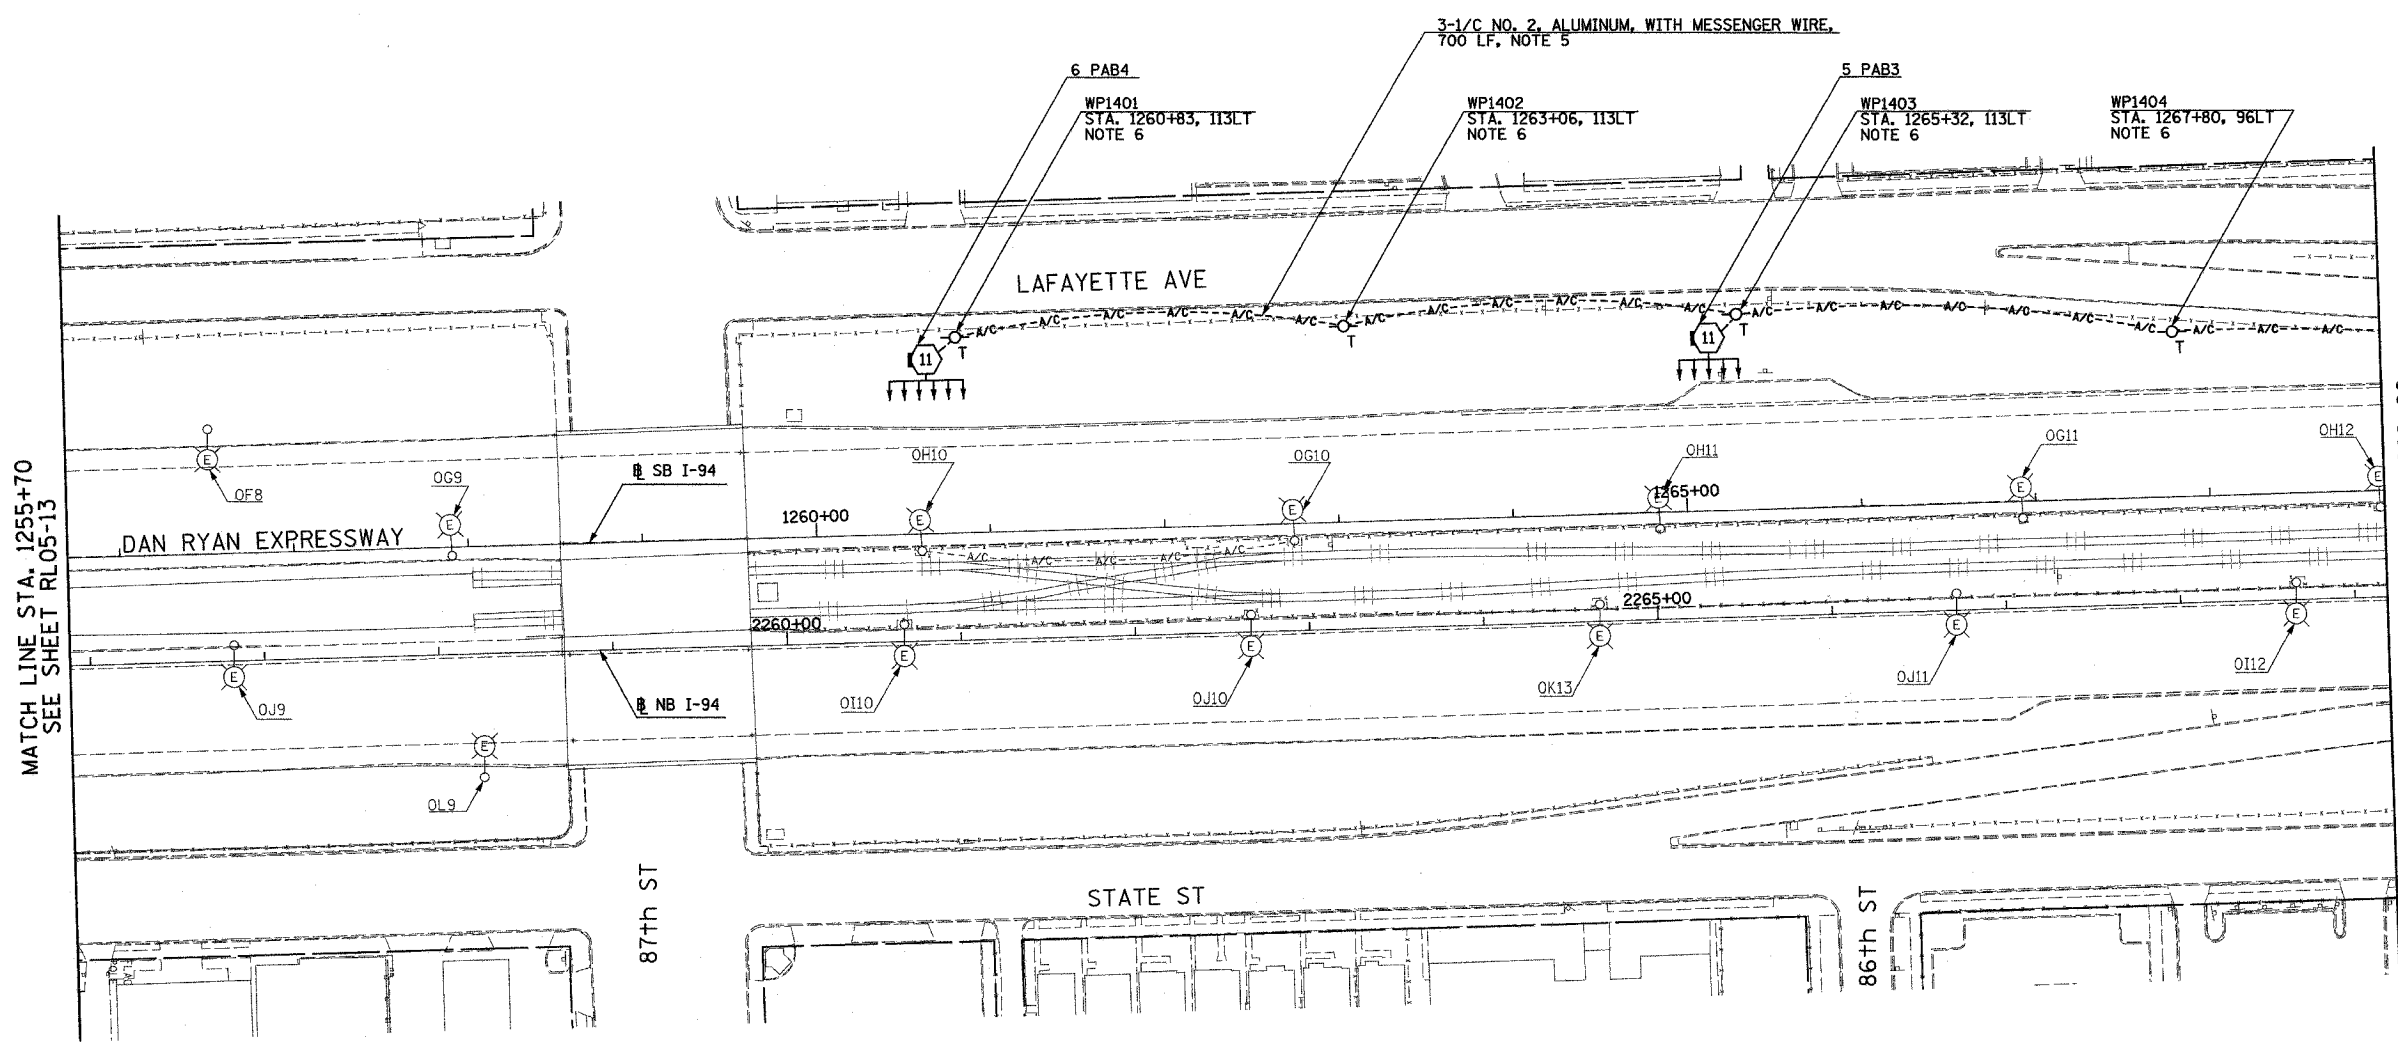 3-1/C NO. 2, ALUMINUM, WITH MESSENGER WIRE,
700 LF, NOTE 5
6 PAB4
5 PAB3
WP1401
STA. 1260+83, 113LT
NOTE 6
WP1402
STA. 1263+06, 113LT
NOTE 6
WP1403
STA. 1265+32, 113LT
NOTE 6
WP1404
STA. 1267+80, 96LT
NOTE 6
LAFAYETTE AVE
A/C A/C A/C A/C A/C A/C A/C A/C A/C A/C A/C A/C A/C A/C A/C A/C A/C A/C A/C A/C A/C
T
T
T
T
11
11
MATCH LINE STA. 1255+70
SEE SHEET RL05-13
E
OF8
E
OG9
SB I-94
E
OH10
E
OG10
E
OH11
E
OG11
E
OH12
DAN RYAN EXPRESSWAY
1260+00
1265+00
A/C A/C A/C A/C A/C
2260+00
2265+00
E
OJ9
NB I-94
E
OI10
E
OJ10
E
OK13
E
OJ11
E
OI12
E
OL9
87th ST
STATE ST
86th ST